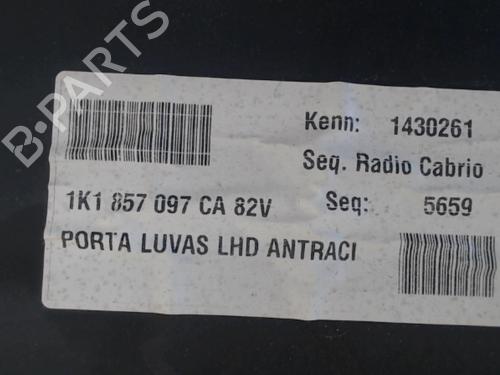 B-PARTS
Kenn: 1430261
Seq. Radio Cabrio
1K1 857 097 CA 82V
Seq: 5659
PORTA LUVAS LHD ANTRACI